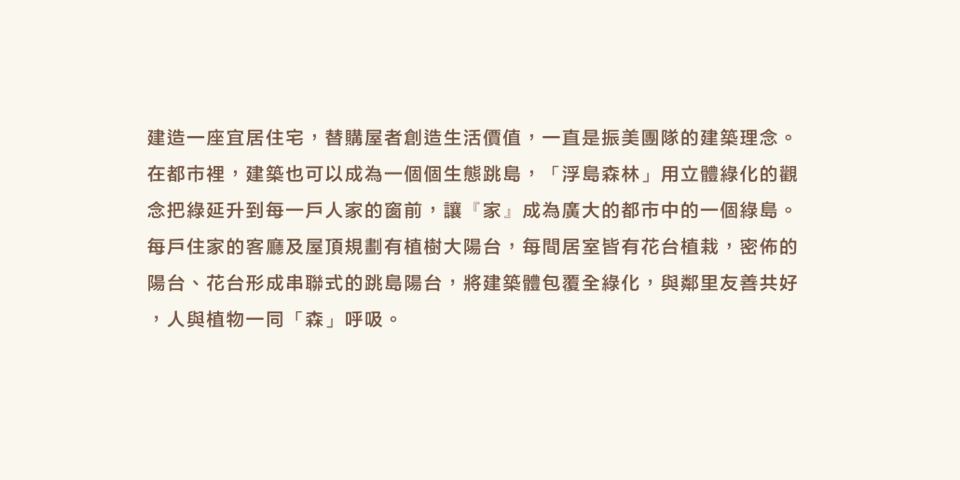 建造一座宜居住宅，替購屋者創造生活價值，一直是振美團隊的建築理念。
在都市裡，建築也可以成為一個個生態跳島，「浮島森林」用立體綠化的觀
念把綠延升到每一戶人家的窗前，讓『家』成為廣大的都市中的一個綠島。
每戶住家的客廳及屋頂規劃有植樹大陽台，每間居室皆有花台植栽，密佈的
陽台、花台形成串聯式的跳島陽台，將建築體包覆全綠化，與鄰里友善共好
，人與植物一同「森」呼吸。